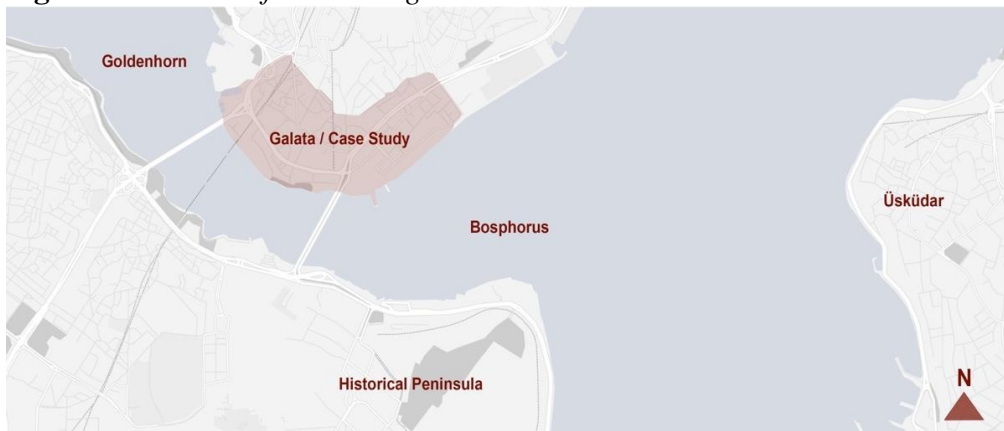 Goldenhorn
Galata / Case Study
Üsküdar
Bosphorus
Historical Peninsula
N